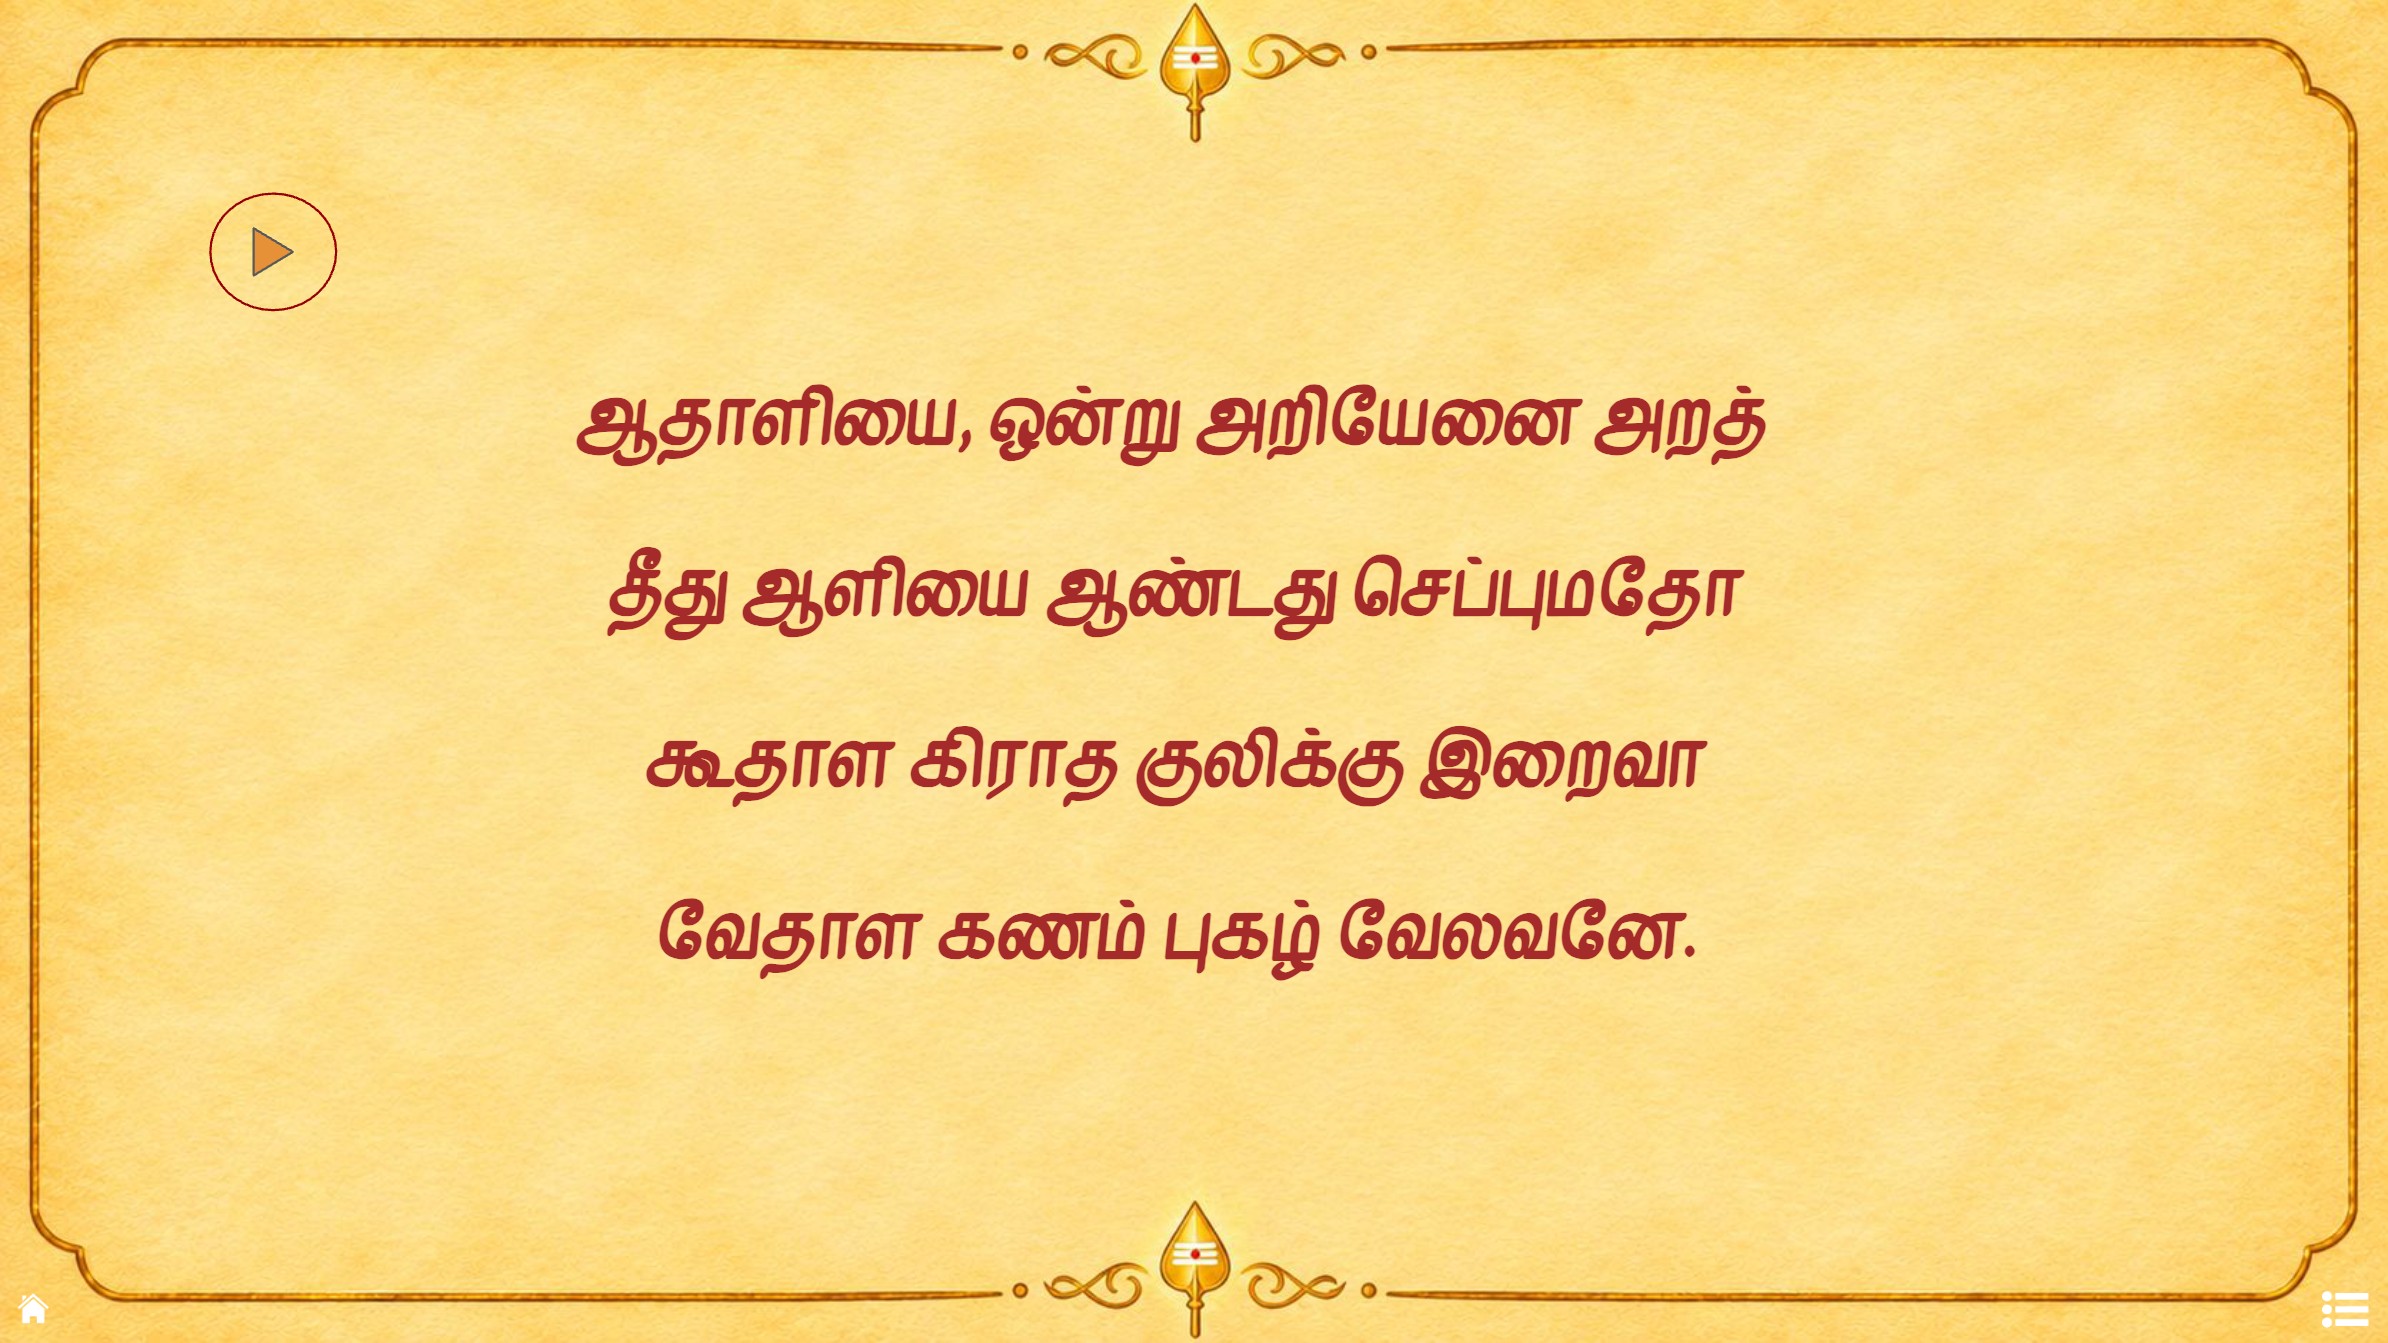 ஆதாளியை, ஒன்று அறியேனை அறத்
தீது ஆளியை ஆண்டது செப்புமதோ
கூதாள கிராத குலிக்கு இறைவா
வேதாள கணம் புகழ் வேலவனே.